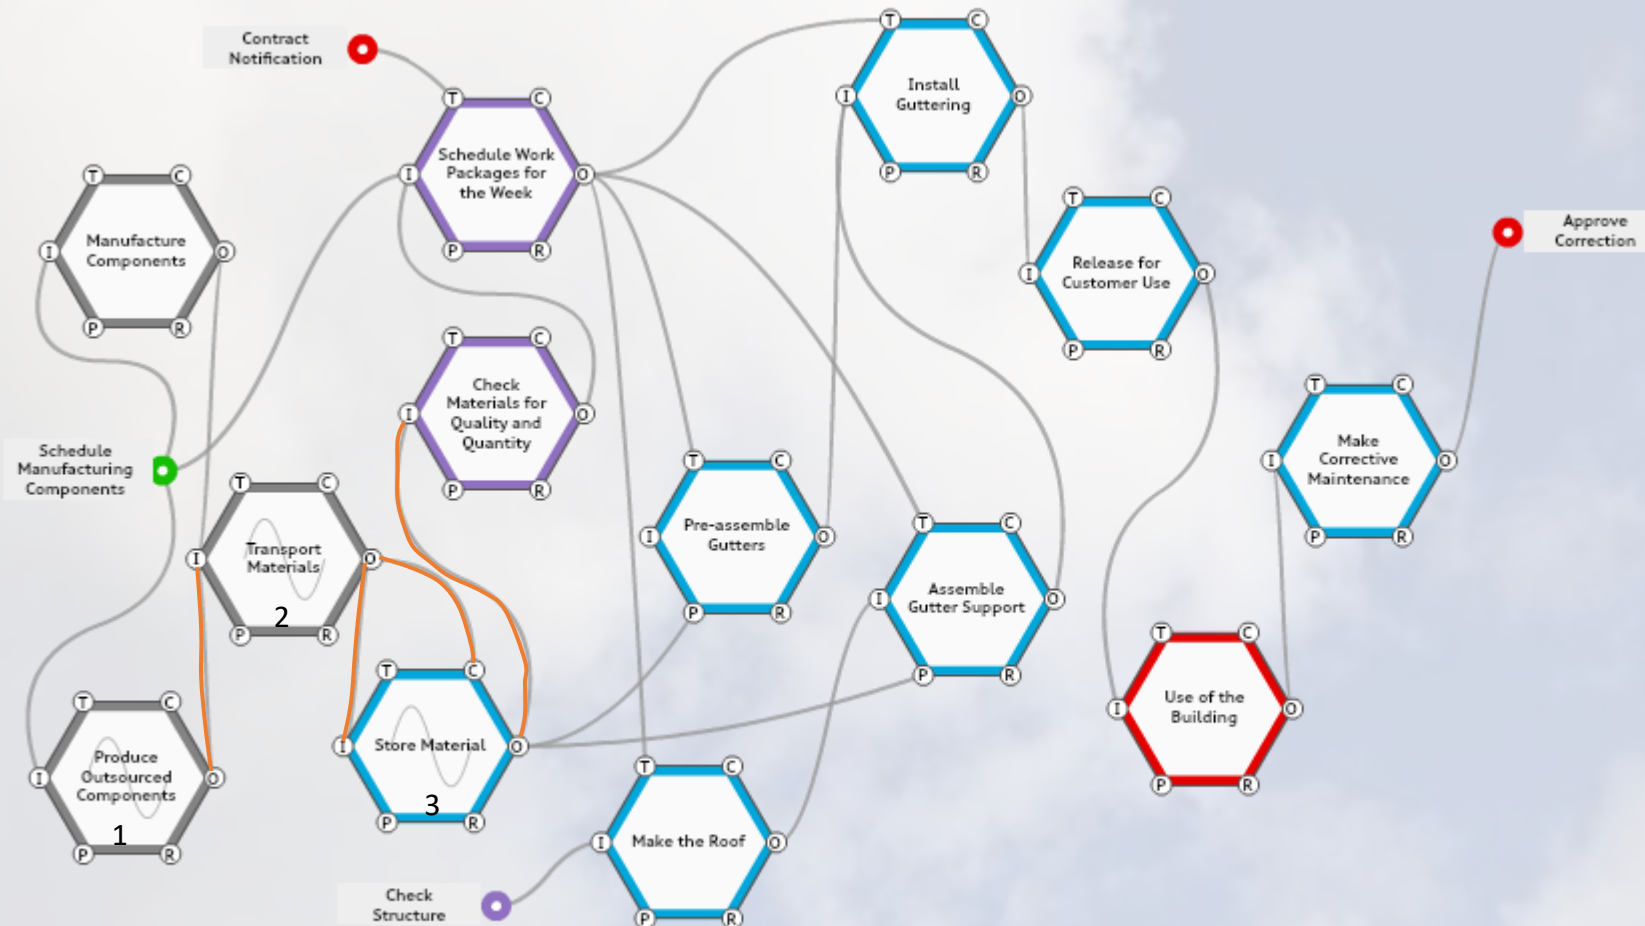 Contract
Notification
T
C
I
O
P
R
Schedule Work
Packages for
the Week
T
C
I
O
P
R
Install
Guttering
T
C
I
O
P
R
Manufacture
Components
T
C
I
O
P
R
Release for
Customer Use
T
C
I
O
P
R
Approve
Correction
Check
Materials for
Quality and
Quantity
T
C
I
O
P
R
Make
Corrective
Maintenance
T
C
I
O
P
R
Schedule
Manufacturing
Components
Transport
Materials
2
T
C
I
O
P
R
Pre-assemble
Gutters
T
C
I
O
P
R
Assemble
Gutter Support
T
C
I
O
P
R
Use of the
Building
T
C
I
O
P
R
Produce
Outsourced
Components
1
T
C
I
O
P
R
Store Material
3
T
C
I
O
P
R
Make the Roof
T
C
I
O
P
R
Check
Structure